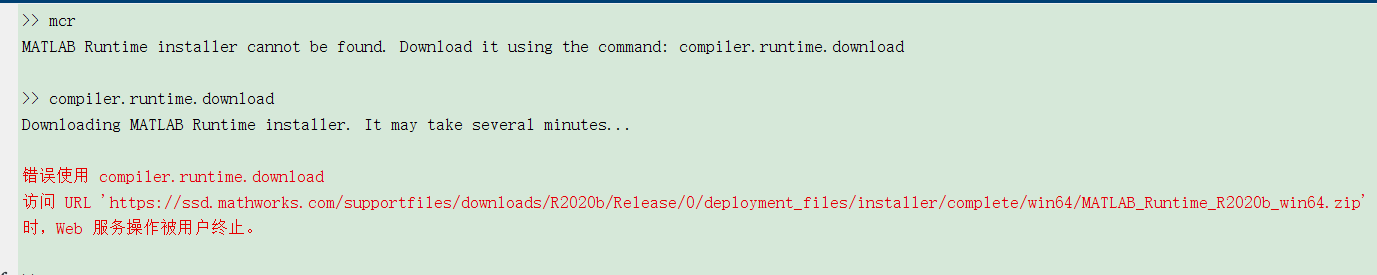 >> mcr
MATLAB Runtime installer cannot be found. Download it using the command: compiler.runtime.download
>> compiler.runtime.download
Downloading MATLAB Runtime installer. It may take several minutes...
错误使用 compiler.runtime.download
访问 URL 'https://ssd.mathworks.com/supportfiles/downloads/R2020b/Release/0/deployment_files/installer/complete/win64/MATLAB_Runtime_R2020b_win64.zip'
时，Web 服务操作被用户终止。